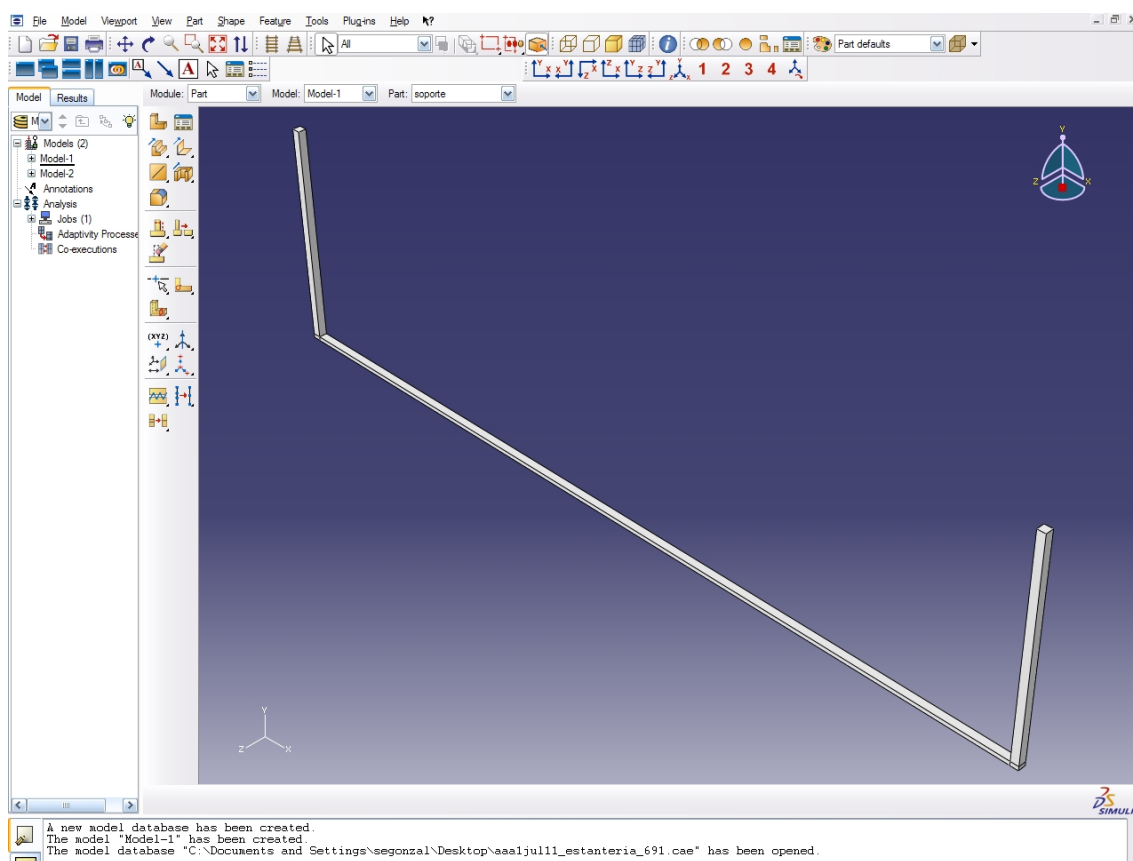 File Model Viewport View Part Shape Feature Tools Plug-ins Help
All Part defaults
A A 1 2 3 4
Model Results Module: Part Model: Model-1 Part: soporte
M
Models (2)
Model-1
Model-2
Annotations
Analysis
Jobs (1)
Adaptivity Processe
Co-executions
(XYZ)
Y
Z X
Y
Z X
SIMULI
A new model database has been created.
The model "Model-1" has been created.
The model database "C:\Documents and Settings\segonzal\Desktop\aaa1jul11_estanteria_691.cae" has been opened.